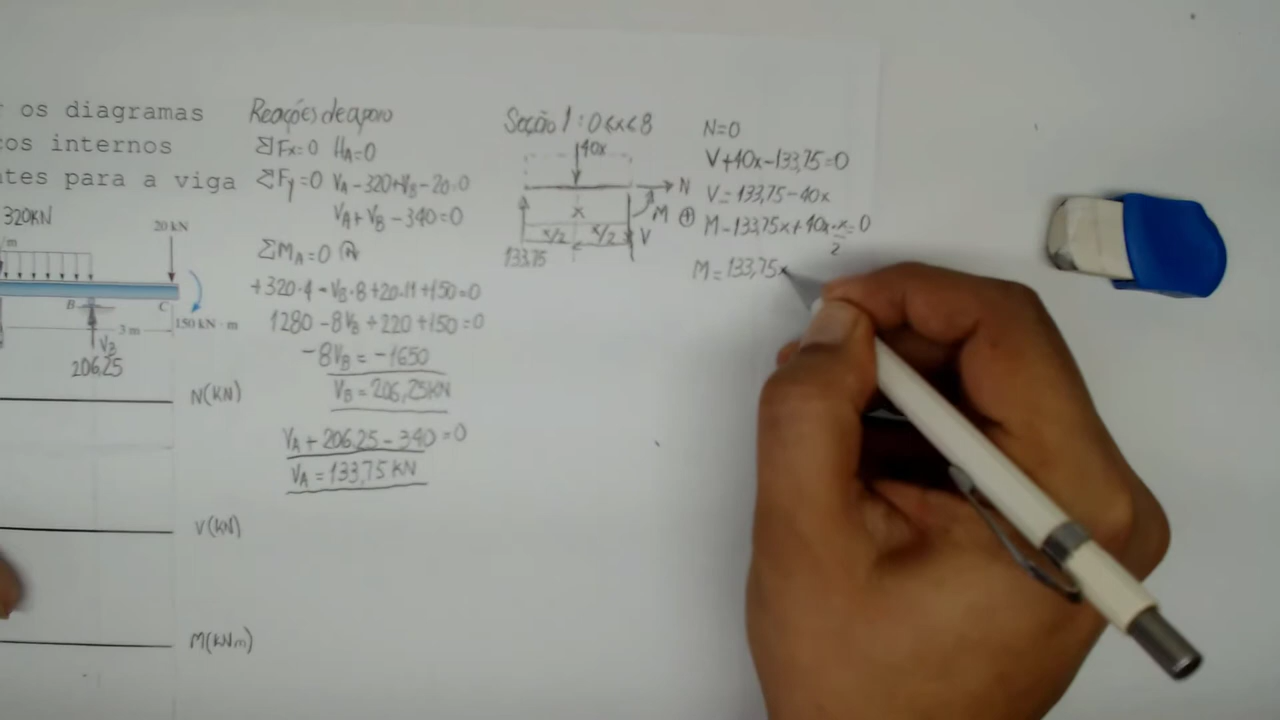 os diagramas
internos
para a viga
320KN
20 kN
B
C
3 m
150 kN · m
VB
206,25
N(KN)
V(KN)
M(KNm)
Reações de apoio
ΣFx=0 HA=0
ΣFy=0 VA-320+VB-20=0
VA+VB-340=0
ΣMA=0
+320·4-VB·8+20·11+150=0
1280-8VB+220+150=0
-8VB=-1650
VB=206,25KN
VA+206,25-340=0
VA=133,75KN
Seção 1: 0<x<8
40x
N
x
M
x/2 x/2 V
133,75
N=0
V+40x-133,75=0
V=133,75-40x
⊕ M-133,75x+40x·x/2=0
M=133,75x